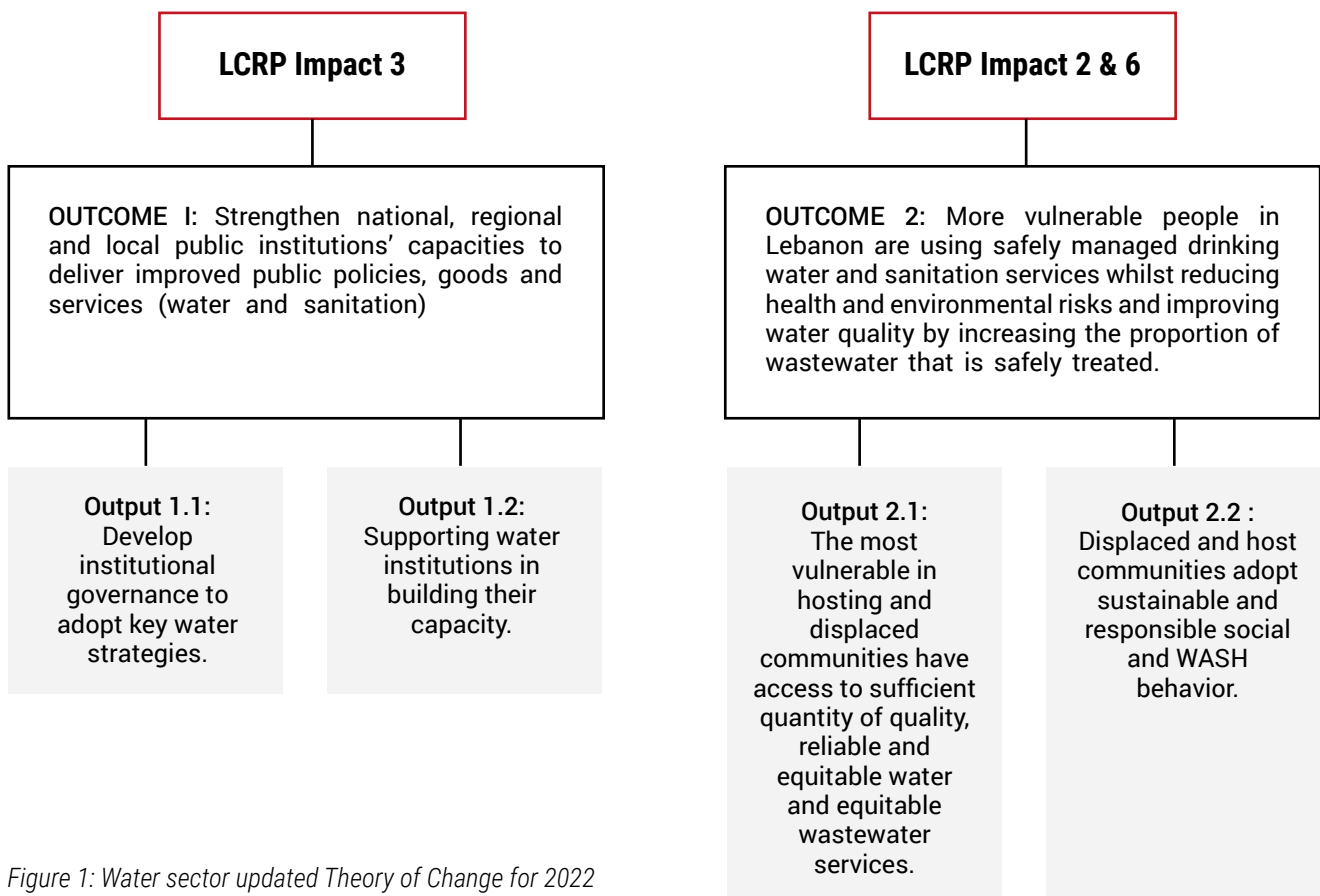 LCRP Impact 3
OUTCOME I: Strengthen national, regional
and local public institutions’ capacities to
deliver improved public policies, goods and
services (water and sanitation)
Output 1.1:
Develop
institutional
governance to
adopt key water
strategies.
Output 1.2:
Supporting water
institutions in
building their
capacity.
LCRP Impact 2 & 6
OUTCOME 2: More vulnerable people in
Lebanon are using safely managed drinking
water and sanitation services whilst reducing
health and environmental risks and improving
water quality by increasing the proportion of
wastewater that is safely treated.
Output 2.1:
The most
vulnerable in
hosting and
displaced
communities have
access to sufficient
quantity of quality,
reliable and
equitable water
and equitable
wastewater
services.
Output 2.2 :
Displaced and host
communities adopt
sustainable and
responsible social
and WASH
behavior.
Figure 1: Water sector updated Theory of Change for 2022